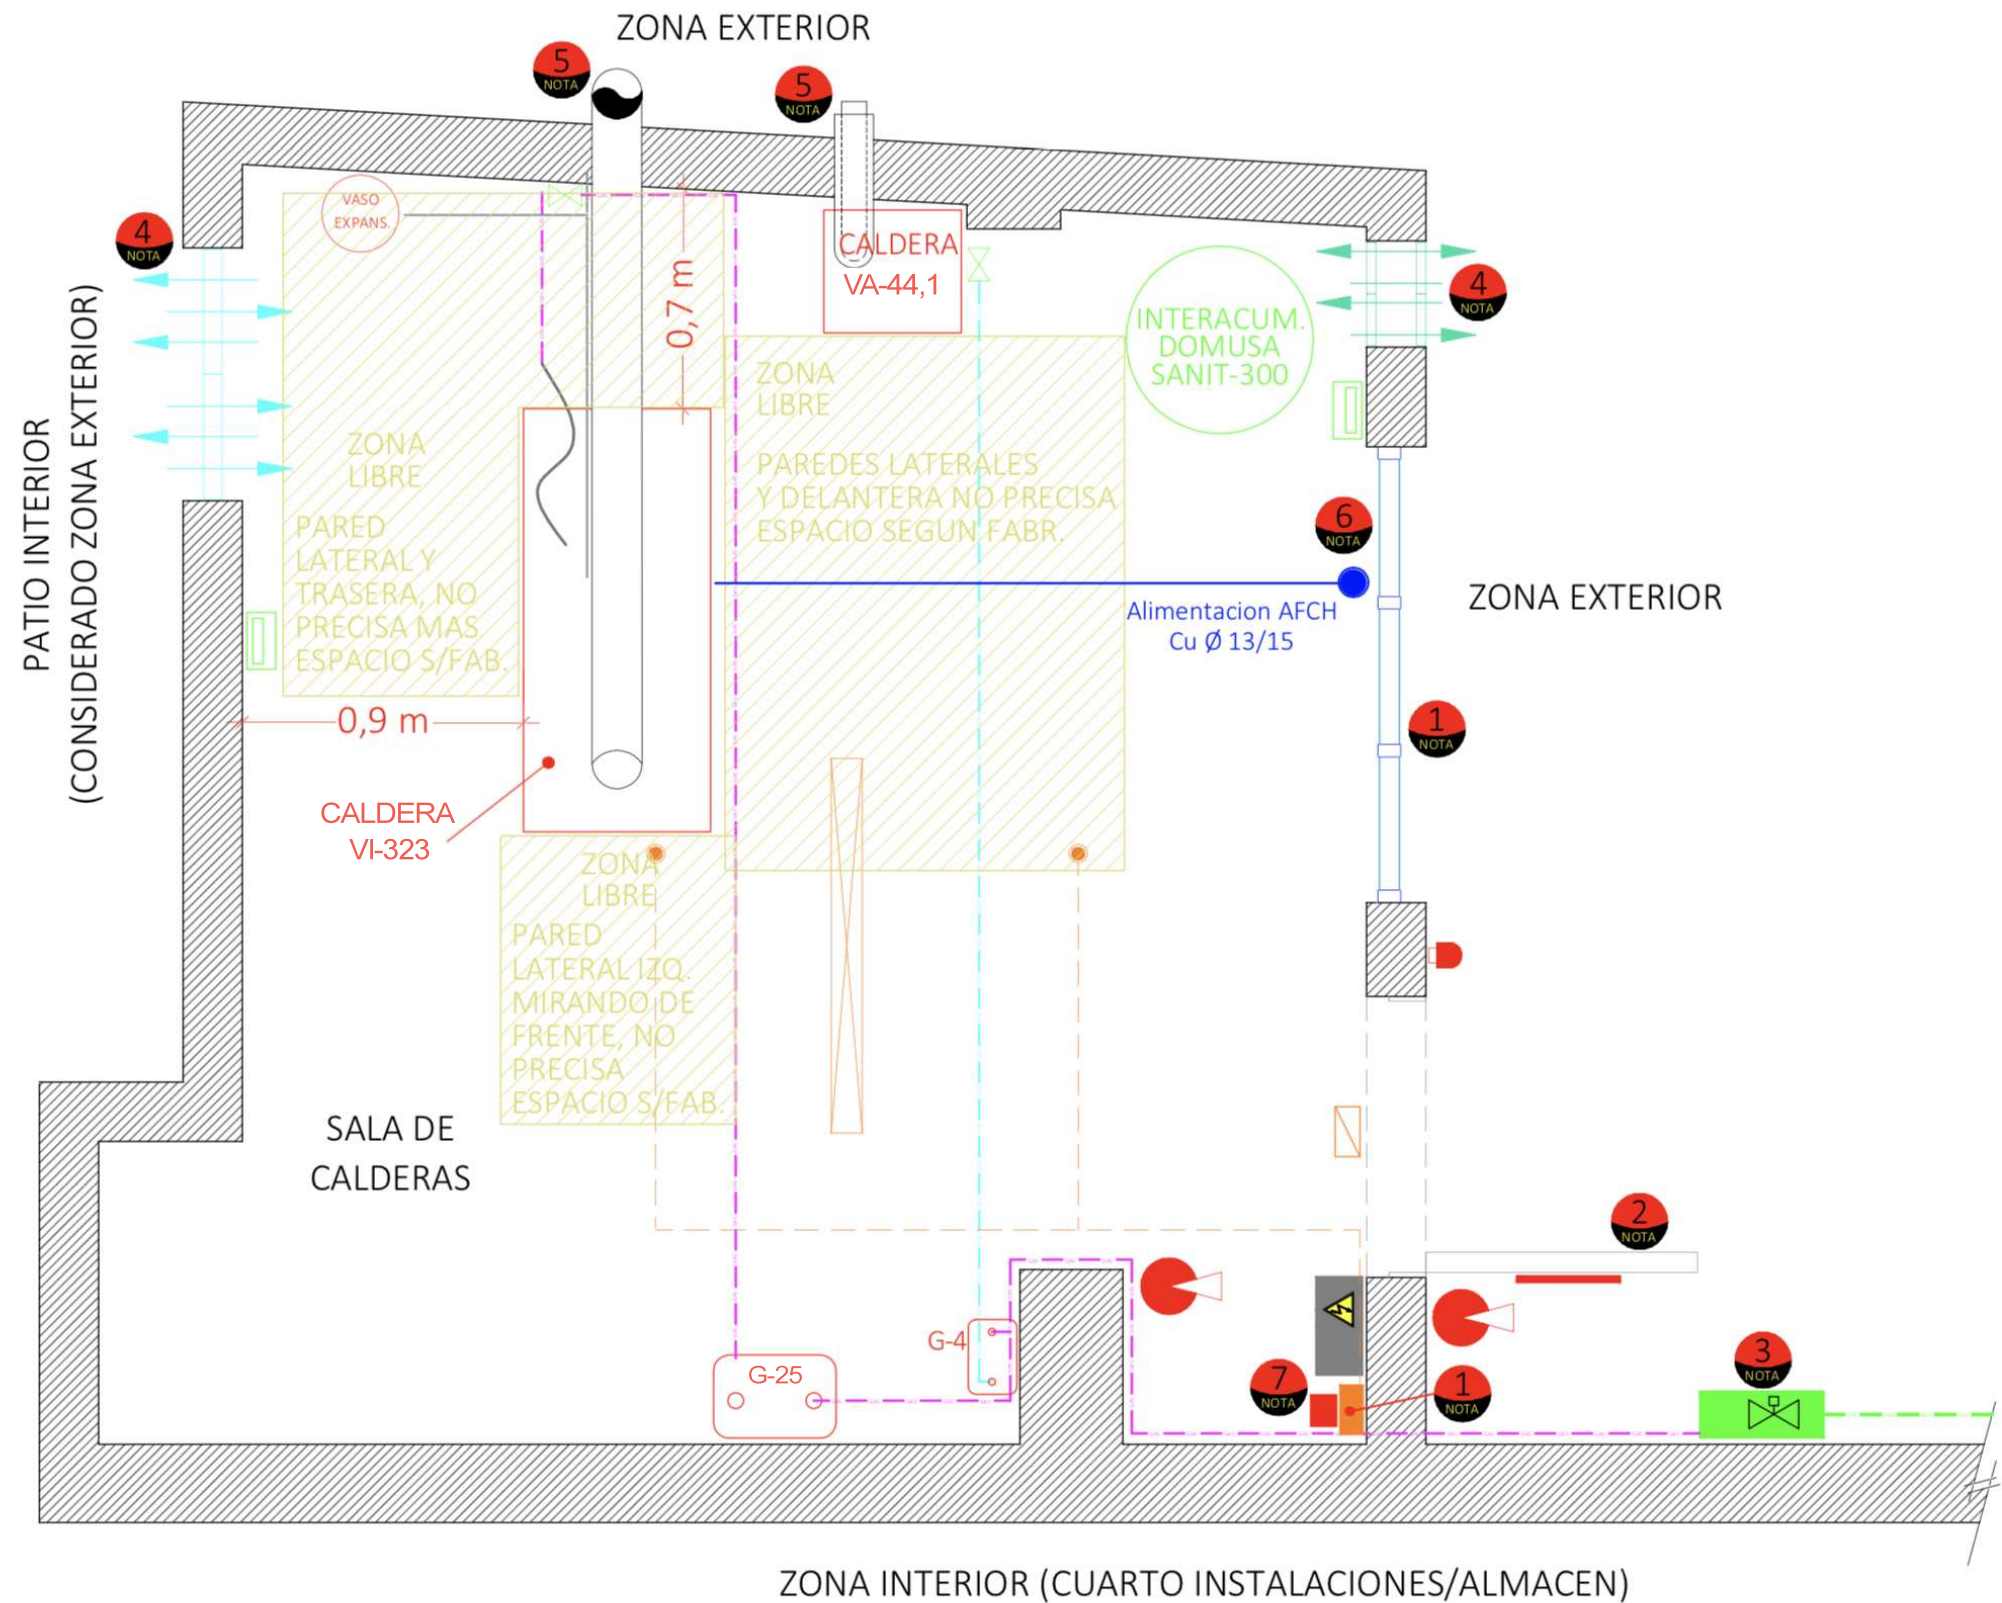 ZONA EXTERIOR
5
NOTA
5
NOTA
4
NOTA
VASO
EXPANS.
CALDERA
VA-44,1
0,7 m
INTERACUM.
DOMUSA
SANIT-300
4
NOTA
PATIO INTERIOR
(CONSIDERADO ZONA EXTERIOR)
ZONA
LIBRE
PARED
LATERAL Y
TRASERA, NO
PRECISA MAS
ESPACIO S/FAB.
ZONA
LIBRE
PAREDES LATERALES
Y DELANTERA NO PRECISA
ESPACIO SEGUN FABR.
6
NOTA
Alimentacion AFCH
Cu Ø 13/15
ZONA EXTERIOR
0,9 m
1
NOTA
CALDERA
VI-323
ZONA
LIBRE
PARED
LATERAL IZQ.
MIRANDO DE
FRENTE, NO
PRECISA
ESPACIO S/FAB.
SALA DE
CALDERAS
2
NOTA
G-4
G-25
7
NOTA
1
NOTA
3
NOTA
ZONA INTERIOR (CUARTO INSTALACIONES/ALMACEN)